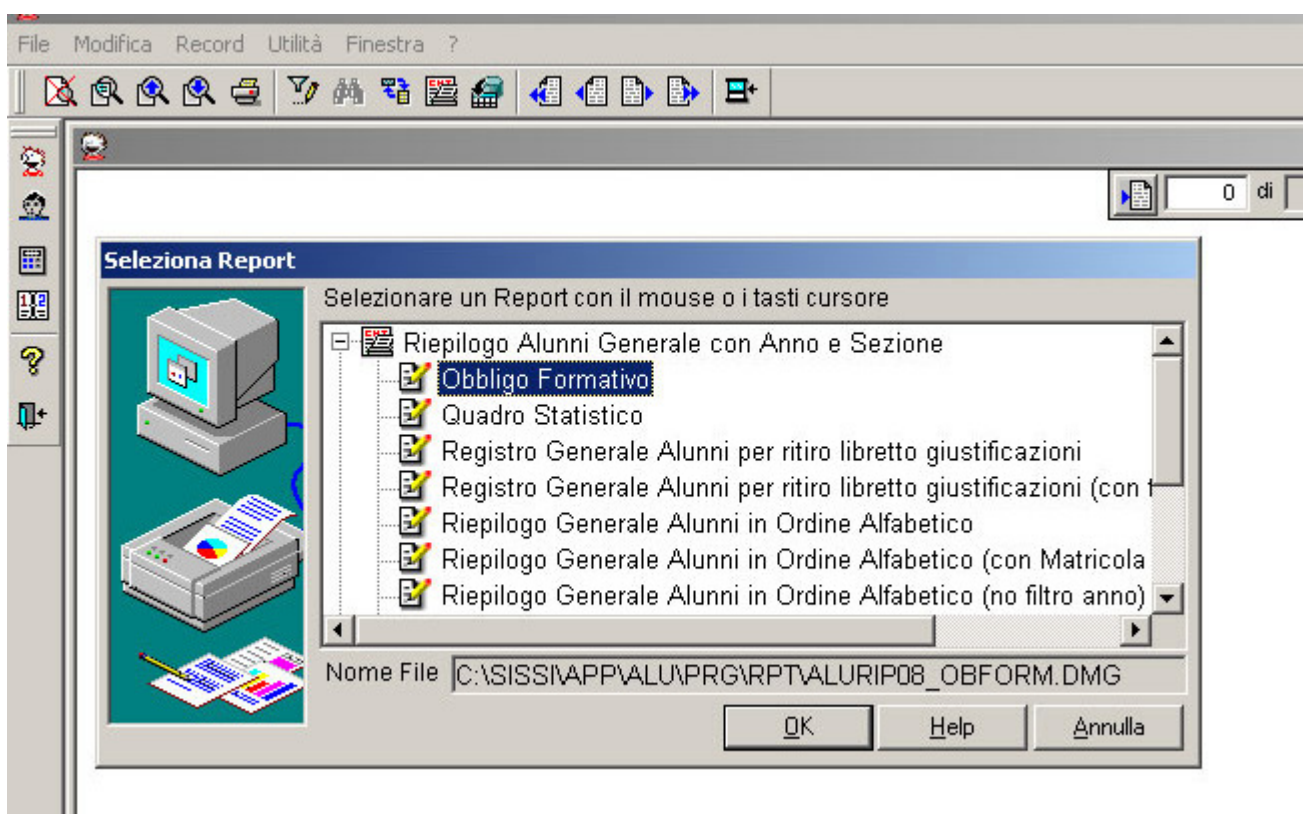 File Modifica Record Utilità Finestra ?
0 di
Seleziona Report
Selezionare un Report con il mouse o i tasti cursore
Riepilogo Alunni Generale con Anno e Sezione
Obbligo Formativo
Quadro Statistico
Registro Generale Alunni per ritiro libretto giustificazioni
Registro Generale Alunni per ritiro libretto giustificazioni (con
Riepilogo Generale Alunni in Ordine Alfabetico
Riepilogo Generale Alunni in Ordine Alfabetico (con Matricola
Riepilogo Generale Alunni in Ordine Alfabetico (no filtro anno)
Nome File C:\SISSI\APP\ALU\PRG\RPT\ALURIP08_OBFORM.DMG
OK Help Annulla